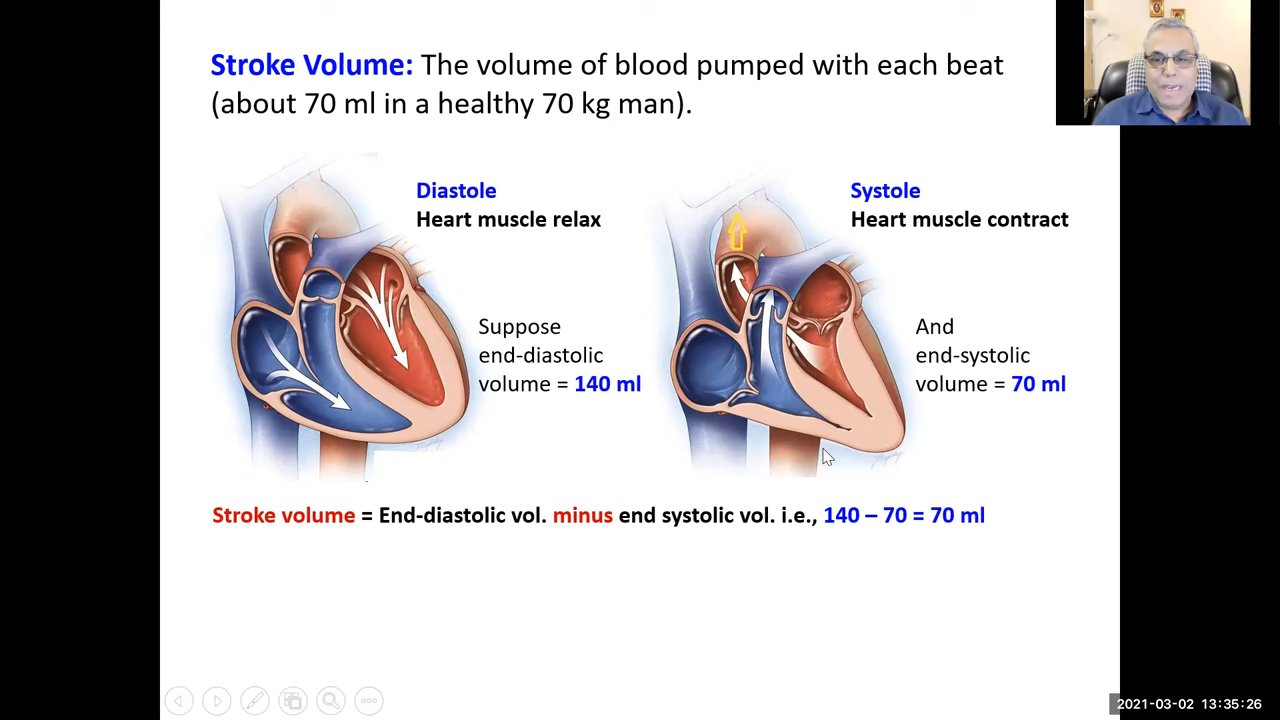 Stroke Volume: The volume of blood pumped with each beat
(about 70 ml in a healthy 70 kg man).
Diastole
Heart muscle relax
Suppose
end-diastolic
volume = 140 ml
Systole
Heart muscle contract
And
end-systolic
volume = 70 ml
Stroke volume = End-diastolic vol. minus end systolic vol. i.e., 140 – 70 = 70 ml
2021-03-02 13:35:26